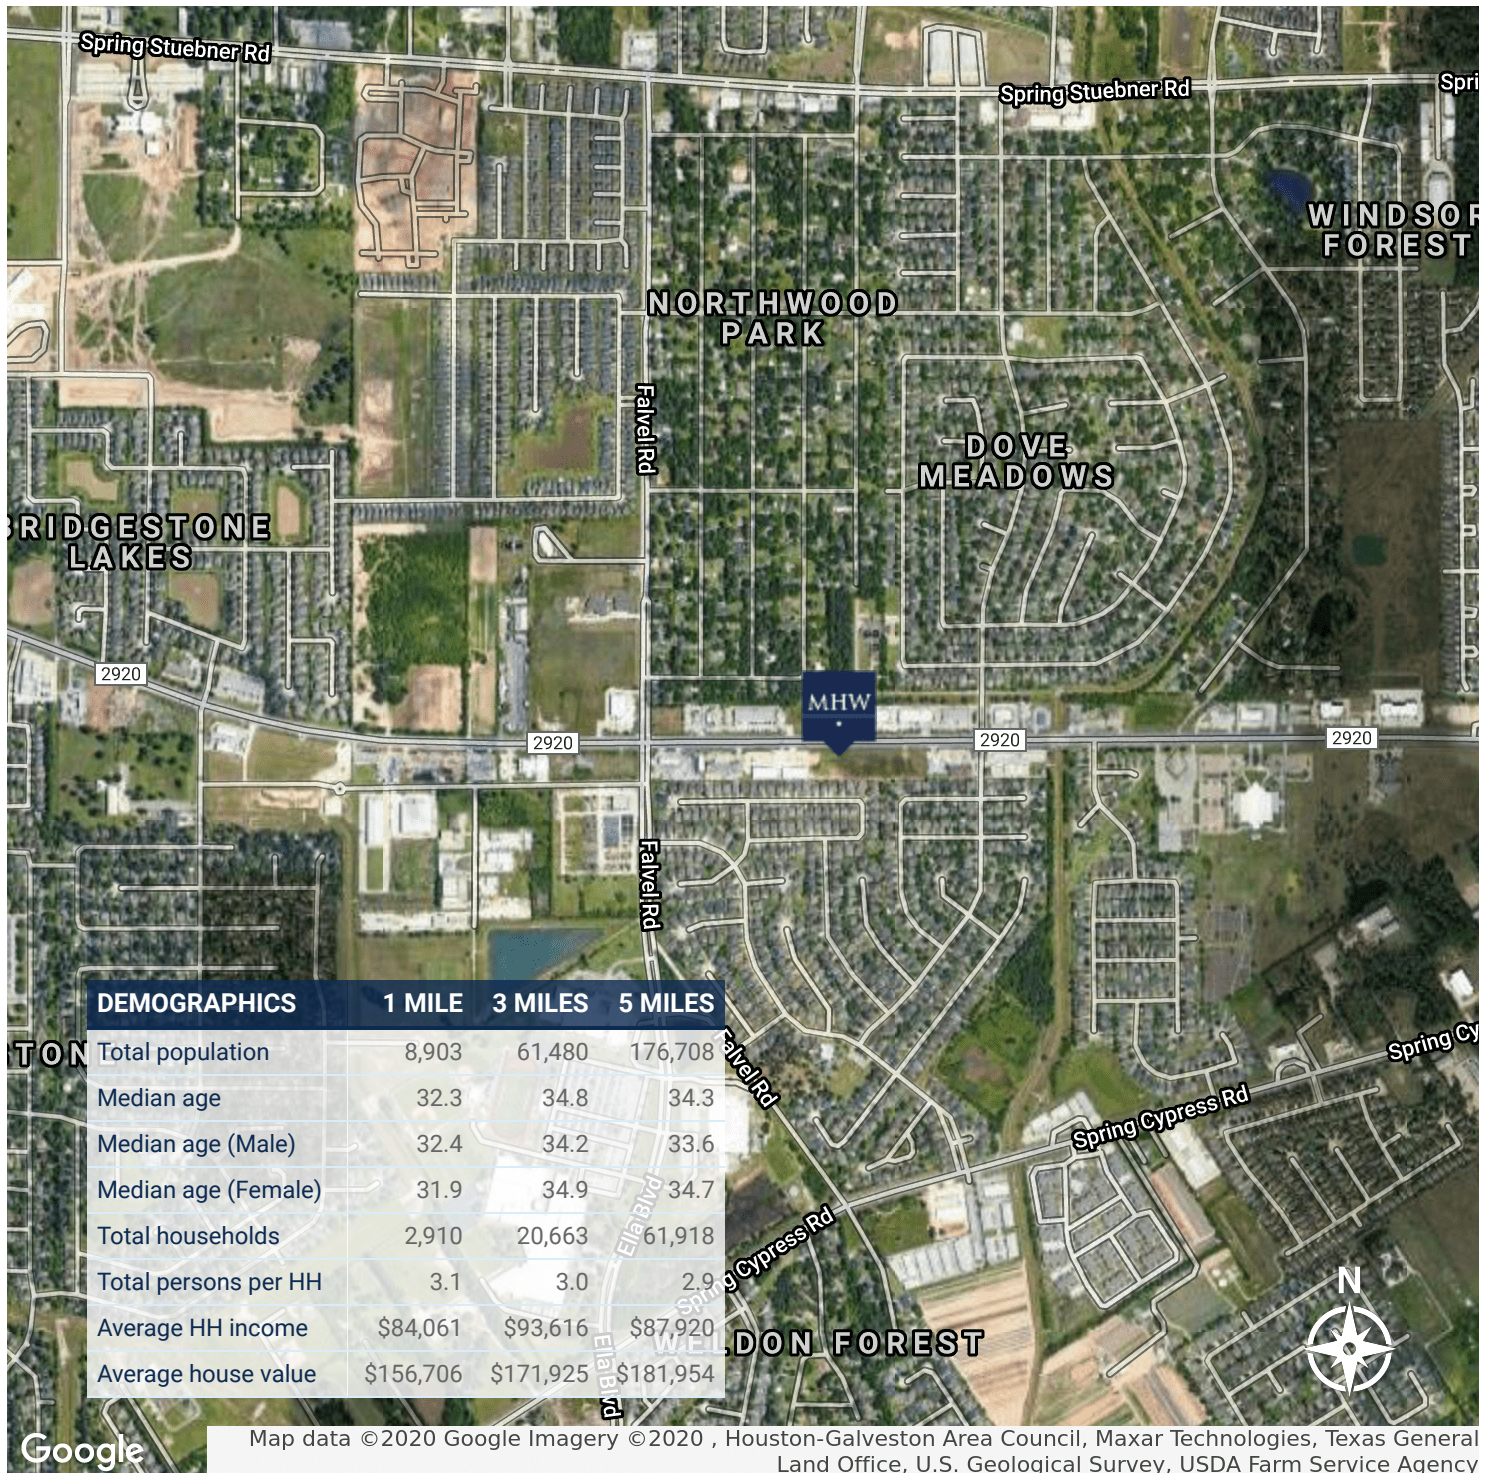 Spring Stuebner Rd
Spring Stuebner Rd
Spri
WINDSOR
FOREST
NORTHWOOD
PARK
Falvel Rd
DOVE
MEADOWS
BRIDGESTONE
LAKES
2920
MHW
2920
2920
2920
Falvel Rd
DEMOGRAPHICS 1 MILE 3 MILES 5 MILES
Total population 8,903 61,480 176,708
Median age 32.3 34.8 34.3
Median age (Male) 32.4 34.2 33.6
Median age (Female) 31.9 34.9 34.7
Total households 2,910 20,663 61,918
Total persons per HH 3.1 3.0 2.9
Average HH income $84,061 $93,616 $87,920
Average house value $156,706 $171,925 $181,954
TON
Falvel Rd
Spring Cy
Spring Cypress Rd
Ella Blvd
Spring Cypress Rd
Ella Blvd
WELDON FOREST
N
Google
Map data ©2020 Google Imagery ©2020 , Houston-Galveston Area Council, Maxar Technologies, Texas General
Land Office, U.S. Geological Survey, USDA Farm Service Agency